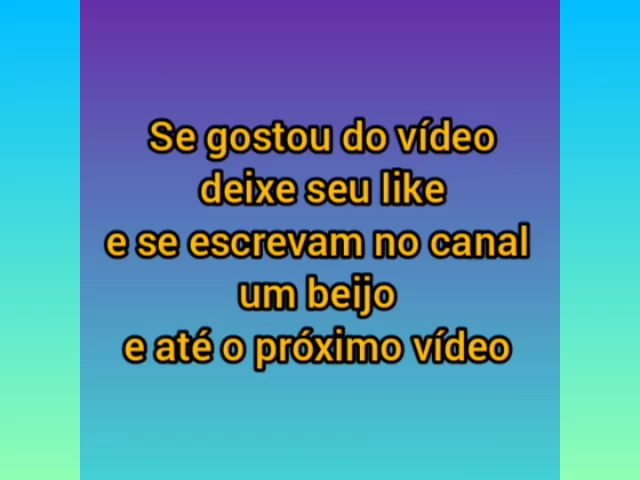 Se gostou do vídeo
deixe seu like
e se escrevam no canal
um beijo
e até o próximo vídeo